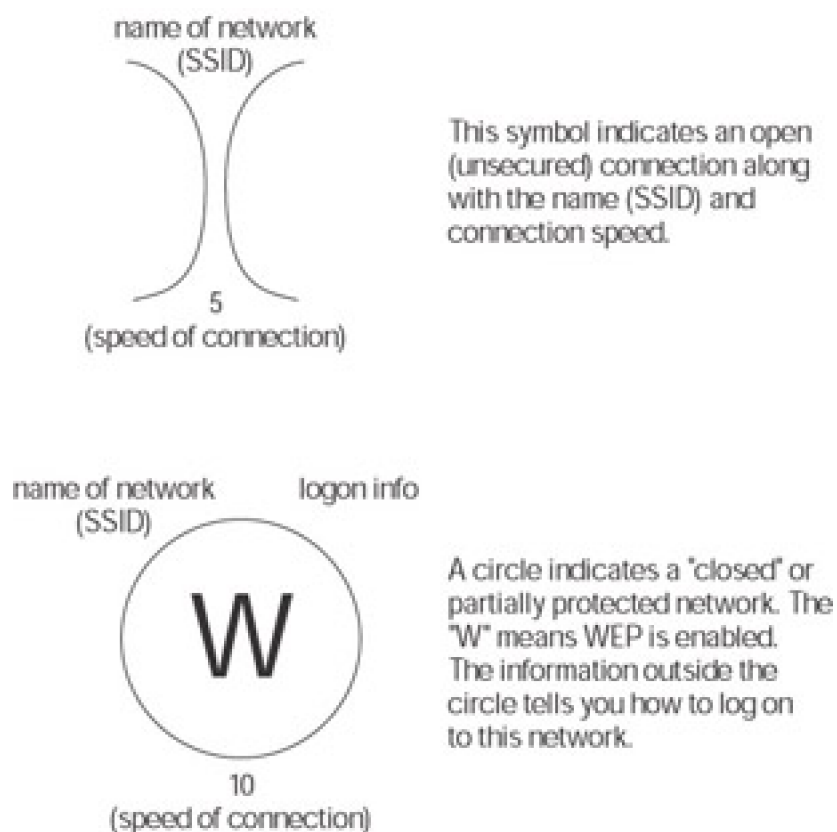 name of network
(SSID)
This symbol indicates an open
(unsecured) connection along
with the name (SSID) and
connection speed.
5
(speed of connection)
name of network
(SSID)
logon info
W
A circle indicates a "closed" or
partially protected network. The
"W" means WEP is enabled.
The information outside the
circle tells you how to log on
to this network.
10
(speed of connection)